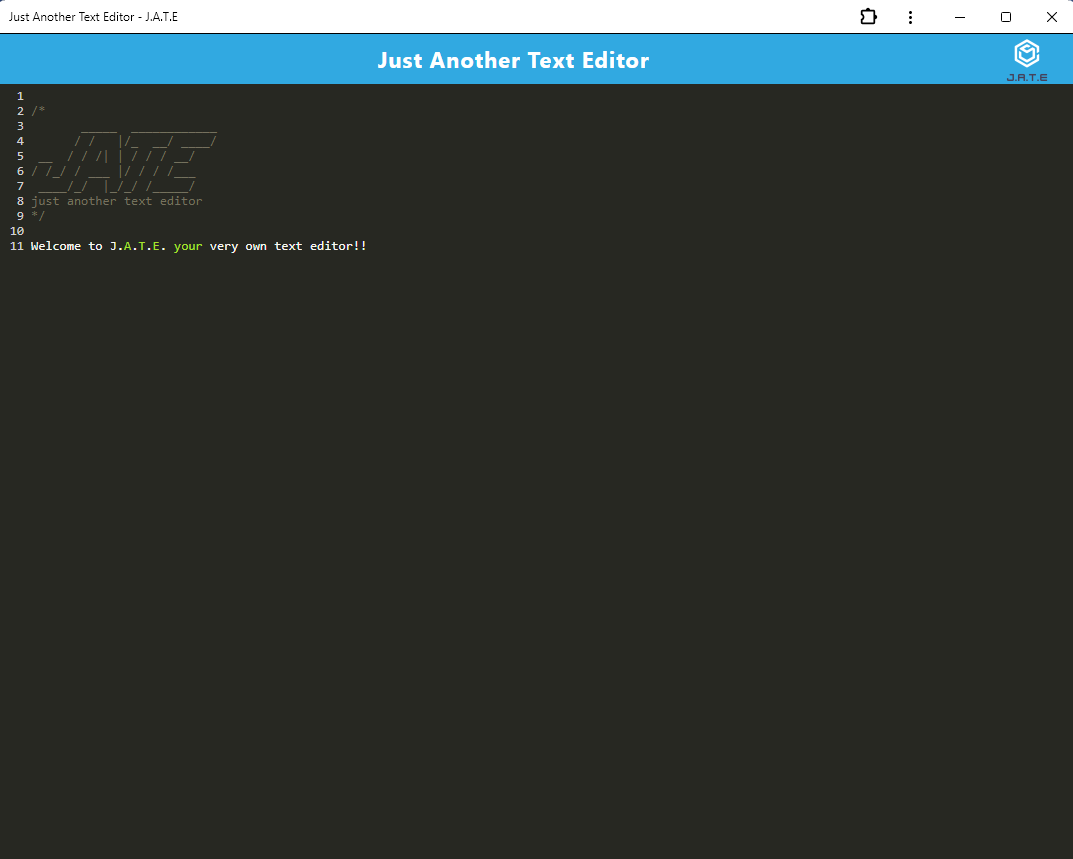 Just Another Text Editor - J.A.T.E
Just Another Text Editor
J.A.T.E
1
2 /*
3        _____  ____________
4       / /   |/_  __/ ____/
5  __  / / /| | / / / __/
6 / /_/ / ___ |/ / / /___
7  ____/_/  |_/_/ /_____/
8 just another text editor
9 */
10
11 Welcome to J.A.T.E. your very own text editor!!